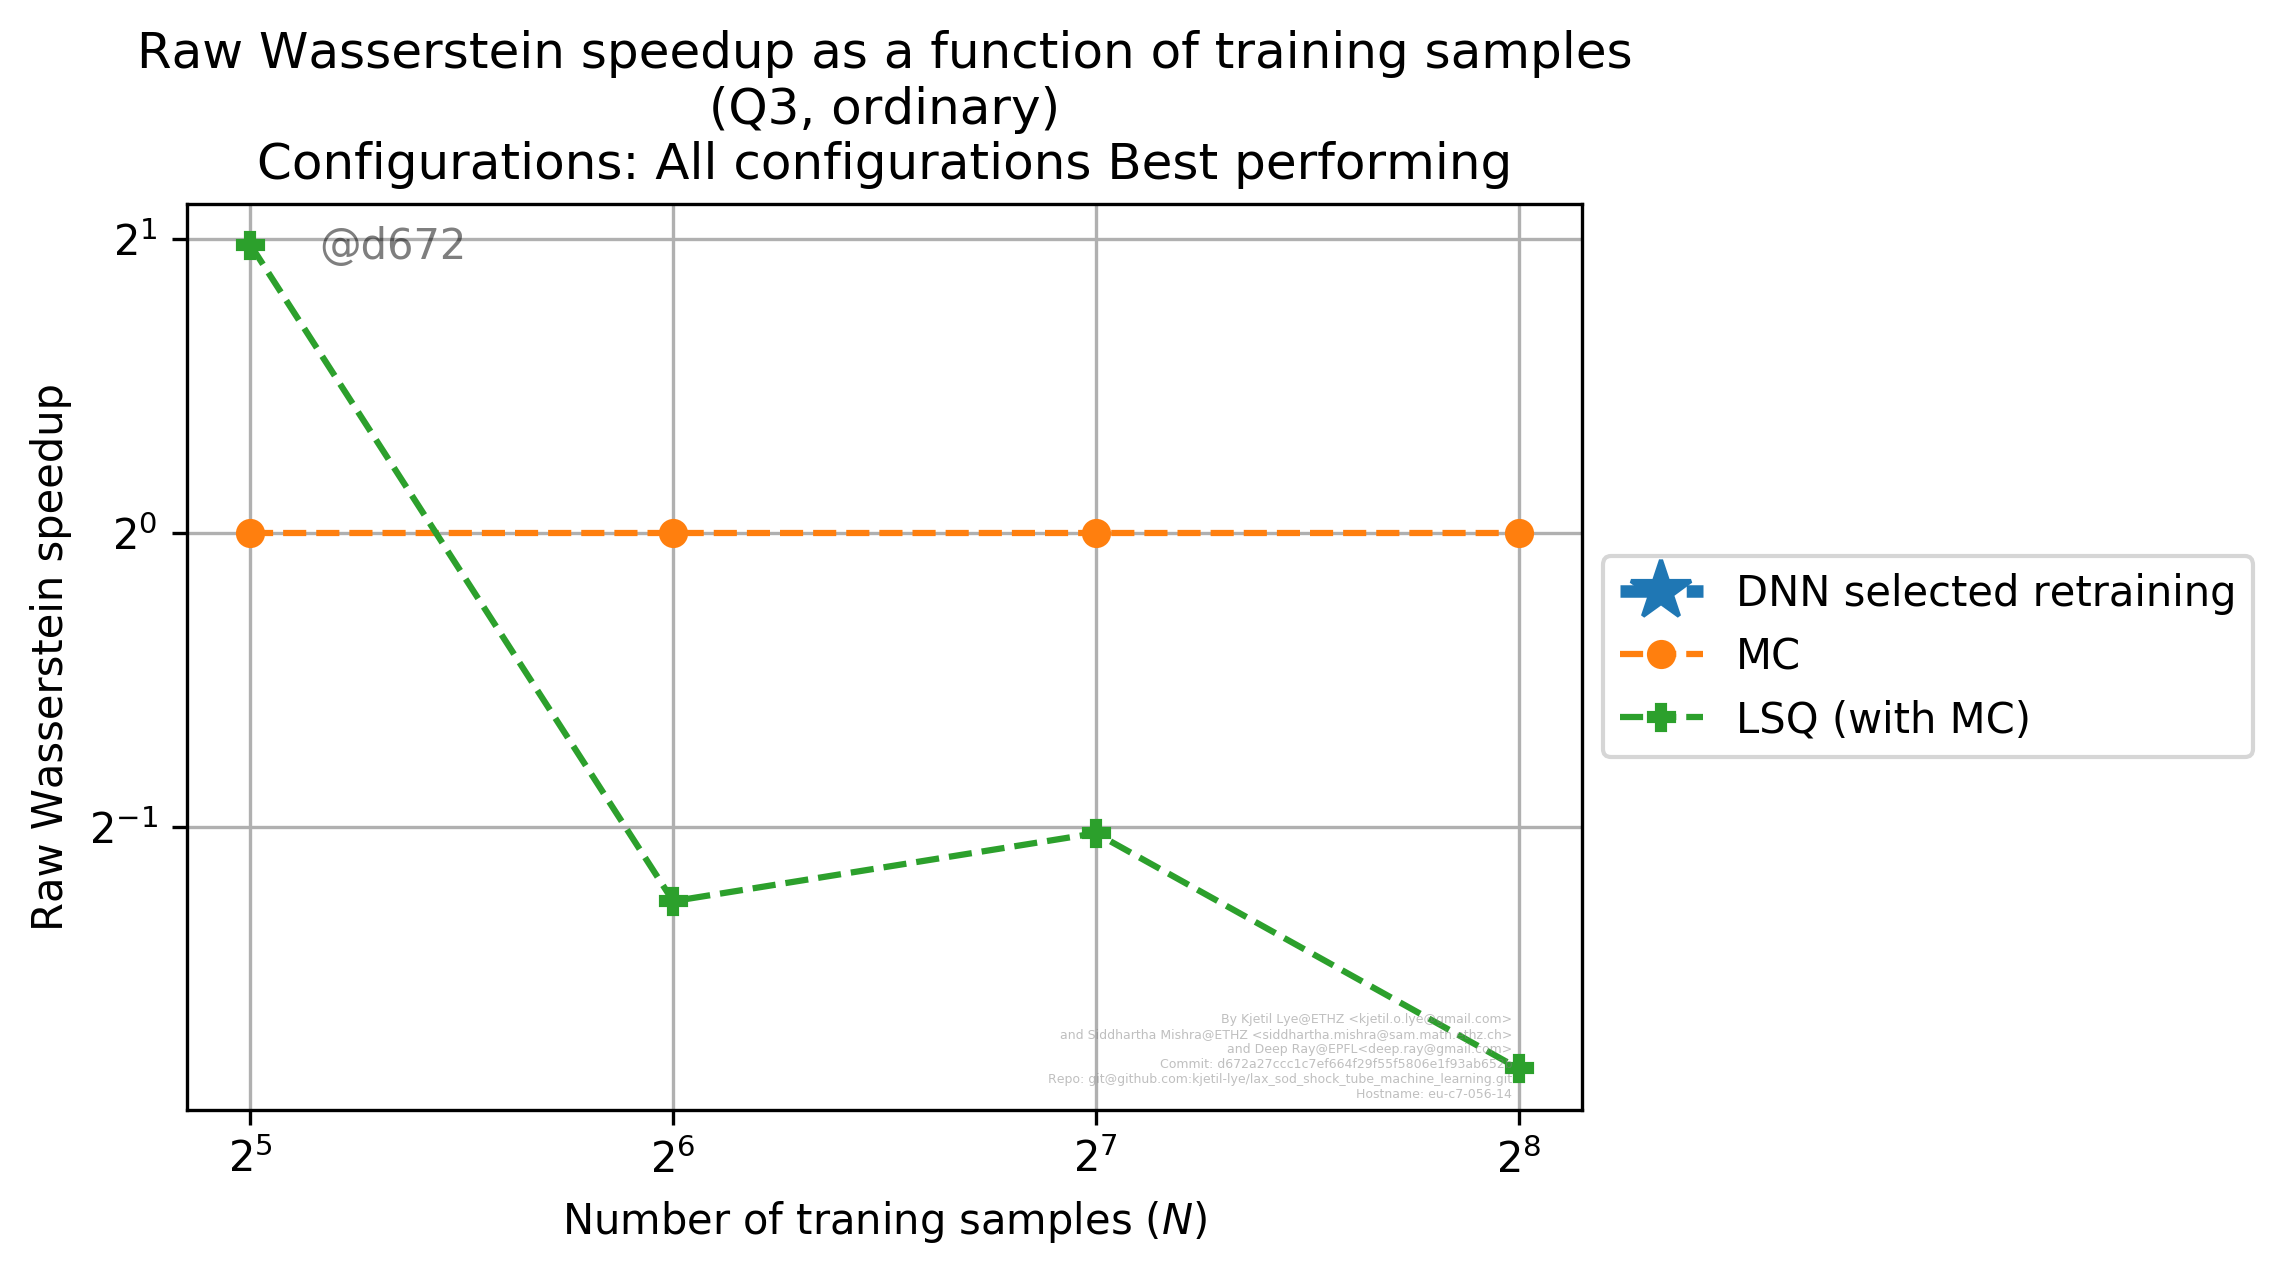 Raw Wasserstein speedup as a function of training samples
(Q3, ordinary)
Configurations: All configurations Best performing
2^1
@d672
2^0
2^-1
Raw Wasserstein speedup
DNN selected retraining
MC
LSQ (with MC)
By Kjetil Lye@ETHZ <kjetil.o.lye@gmail.com>
and Siddhartha Mishra@ETHZ <siddhartha.mishra@sam.math.ethz.ch>
and Deep Ray@EPFL<deep.ray@gmail.com>
Commit:
Repo: git@github.com:kjetil-lye/lax_sod_shock_tube_machine_learning.git
Hostname: eu-c7-056-14
2^5 2^6 2^7 2^8
Number of traning samples (N)